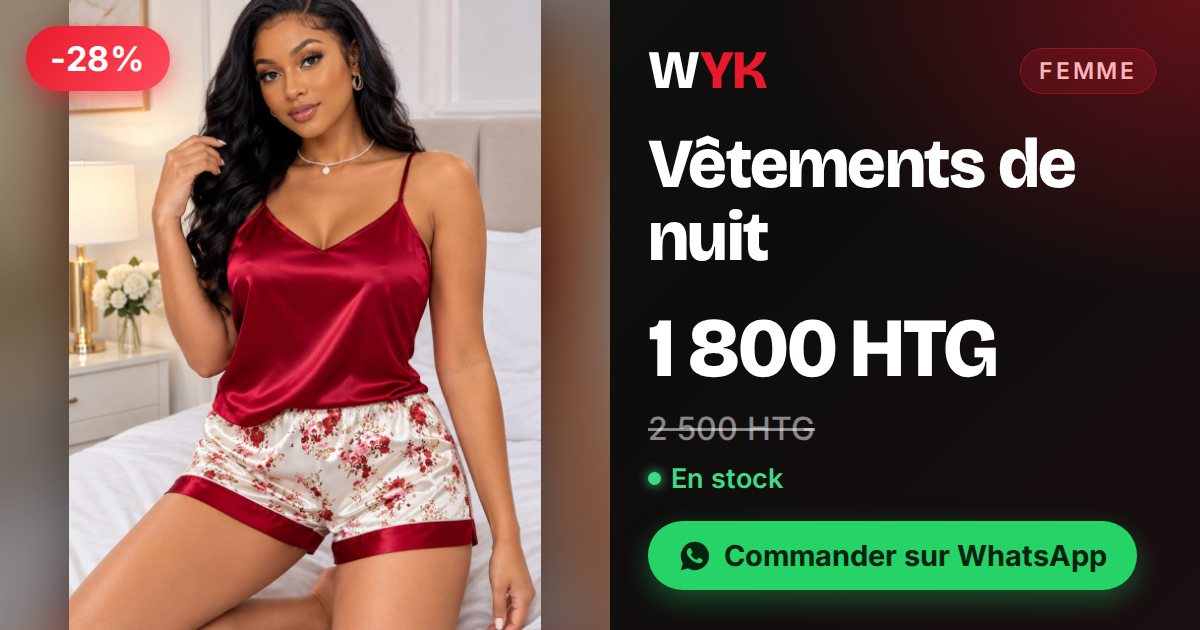 -28%
WYK
FEMME
Vêtements de
nuit
1 800 HTG
2 500 HTG
En stock
Commander sur WhatsApp